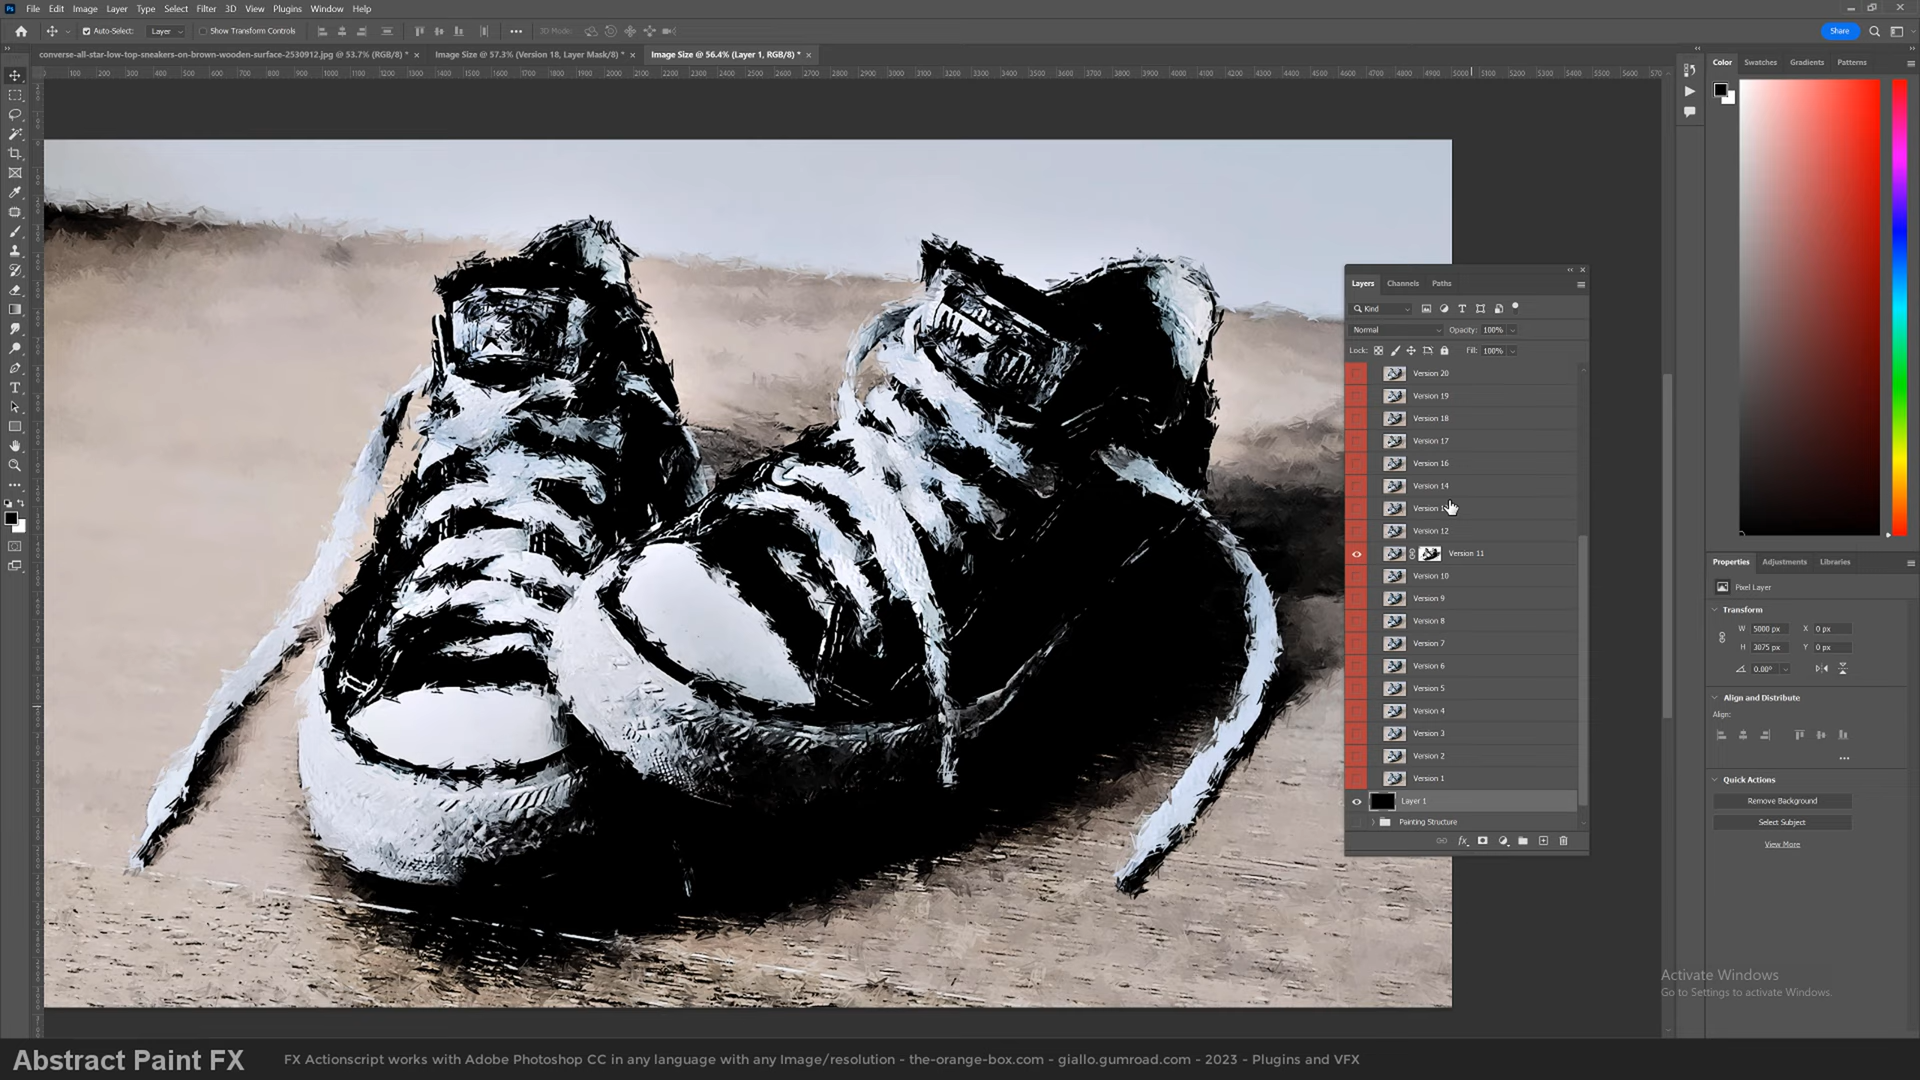 File Edit Image Layer Type Select Filter 3D View Plugins Window Help
Auto-Select: Layer Show Transform Controls 3D Mode: Share
converse-all-star-low-top-sneakers-on-brown-wooden-surface-2530912.jpg @ 53.7% (RGB/8) * × Image Size @ 57.3% (Version 18, Layer Mask/8) * × Image Size @ 56.4% (Layer 1, RGB/8) * ×
Color Swatches Gradients Patterns
Layers Channels Paths
Kind
Normal Opacity: 100%
Lock: Fill: 100%
Version 20
Version 19
Version 18
Version 17
Version 16
Version 14
Version 12
Version 11
Version 10
Version 9
Version 8
Version 7
Version 6
Version 5
Version 4
Version 3
Version 2
Version 1
Layer 1
Painting Structure
Properties Adjustments Libraries
Pixel Layer
Transform
W 5000 px X 0 px
H 3075 px Y 0 px
0.00°
Align and Distribute
Align:
Quick Actions
Remove Background
Select Subject
View More
Activate Windows
Go to Settings to activate Windows.
Abstract Paint FX FX Actionscript works with Adobe Photoshop CC in any language with any Image/resolution - the-orange-box.com - giallo.gumroad.com - 2023 - Plugins and VFX